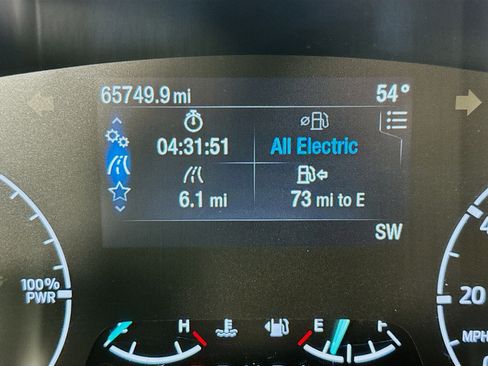 65749.9 mi 54°
04:31:51 All Electric
6.1 mi 73 mi to E
SW
100%
PWR
20
MPH
H E F